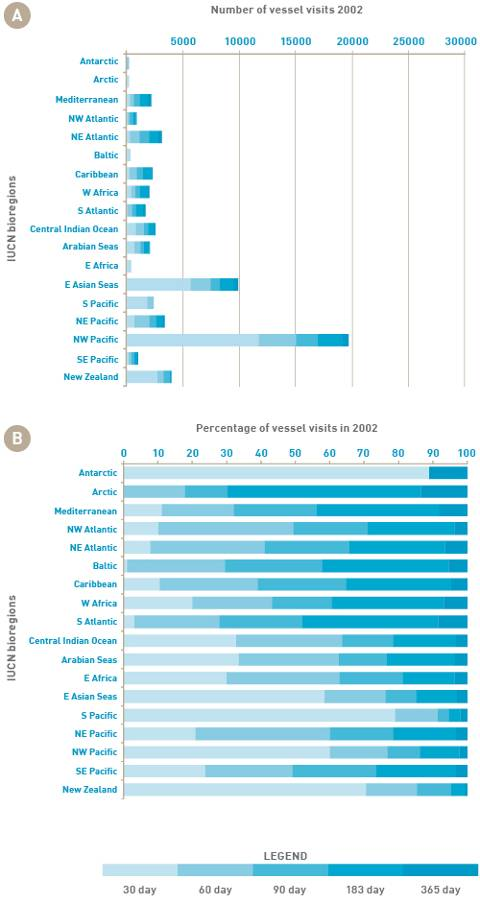 A
Number of vessel visits 2002
5000 10000 15000 20000 25000 30000
IUCN bioregions
Antarctic
Arctic
Mediterranean
NW Atlantic
NE Atlantic
Baltic
Caribbean
W Africa
S Atlantic
Central Indian Ocean
Arabian Seas
E Africa
E Asian Seas
S Pacific
NE Pacific
NW Pacific
SE Pacific
New Zealand
B
Percentage of vessel visits in 2002
0 10 20 30 40 50 60 70 80 90 100
IUCN bioregions
Antarctic
Arctic
Mediterranean
NW Atlantic
NE Atlantic
Baltic
Caribbean
W Africa
S Atlantic
Central Indian Ocean
Arabian Seas
E Africa
E Asian Seas
S Pacific
NE Pacific
NW Pacific
SE Pacific
New Zealand
LEGEND
30 day 60 day 90 day 183 day 365 day